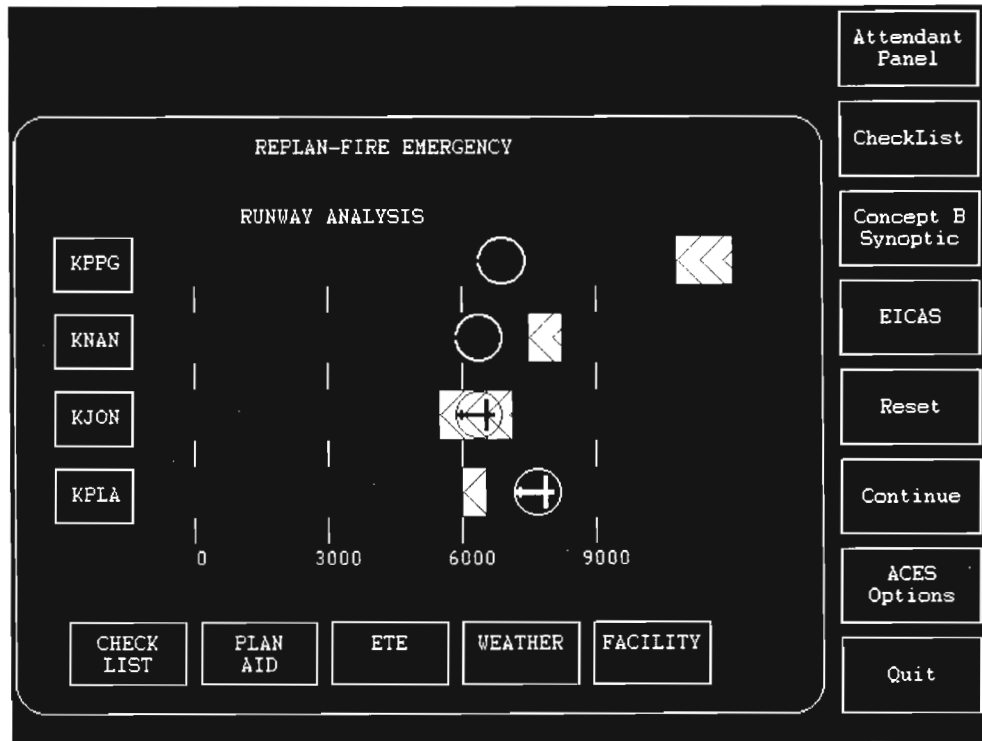 REPLAN-FIRE EMERGENCY
RUNWAY ANALYSIS
KPPG
KNAN
KJON
KPLA
0 3000 6000 9000
CHECK
LIST
PLAN
AID
ETE
WEATHER
FACILITY
Attendant
Panel
CheckList
Concept B
Synoptic
EICAS
Reset
Continue
ACES
Options
Quit